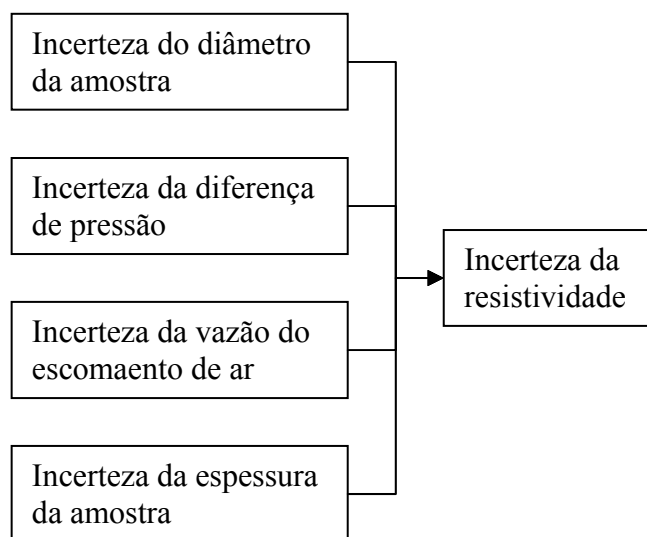 Incerteza do diâmetro
da amostra
Incerteza da diferença
de pressão
Incerteza da
resistividade
Incerteza da vazão do
escomaento de ar
Incerteza da espessura
da amostra